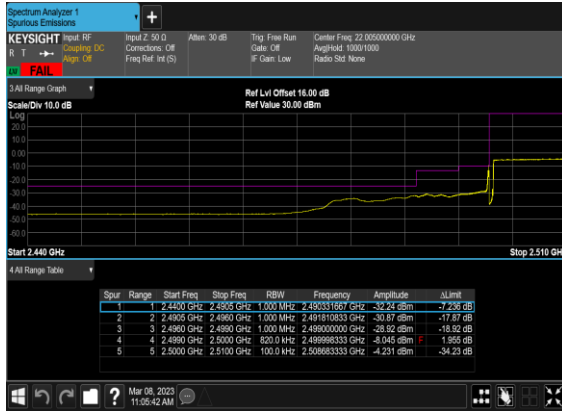 Spectrum Analyzer 1
Spurious Emissions
+
KEYSIGHT
R T
LU FAIL
Input: RF
Coupling: DC
Align: Off
Input Z: 50 Ω
Corrections: Off
Freq Ref: Int (S)
Atten: 30 dB
Trig: Free Run
Gate: Off
IF Gain: Low
Center Freq: 22.005000000 GHz
Avg|Hold: 1000/1000
Radio Std: None
3 All Range Graph
Scale/Div 10.0 dB
Ref Lvl Offset 16.00 dB
Ref Value 30.00 dBm
Log
20.0
10.0
0.00
-10.0
-20.0
-30.0
-40.0
-50.0
-60.0
Start 2.440 GHz
Stop 2.510 GH
4 All Range Table
Spur Range Start Freq Stop Freq RBW Frequency Amplitude ΔLimit
1 1 2.4400 GHz 2.4905 GHz 1.000 MHz 2.490331667 GHz -32.24 dBm -7.236 dB
2 2 2.4905 GHz 2.4960 GHz 1.000 MHz 2.491810833 GHz -30.87 dBm -17.87 dB
3 3 2.4960 GHz 2.4990 GHz 1.000 MHz 2.499000000 GHz -28.92 dBm -18.92 dB
4 4 2.4990 GHz 2.5000 GHz 820.0 kHz 2.499998333 GHz -8.045 dBm F 1.955 dB
5 5 2.5000 GHz 2.5100 GHz 100.0 kHz 2.508683333 GHz -4.231 dBm -34.23 dB
?
Mar 08, 2023
11:05:42 AM